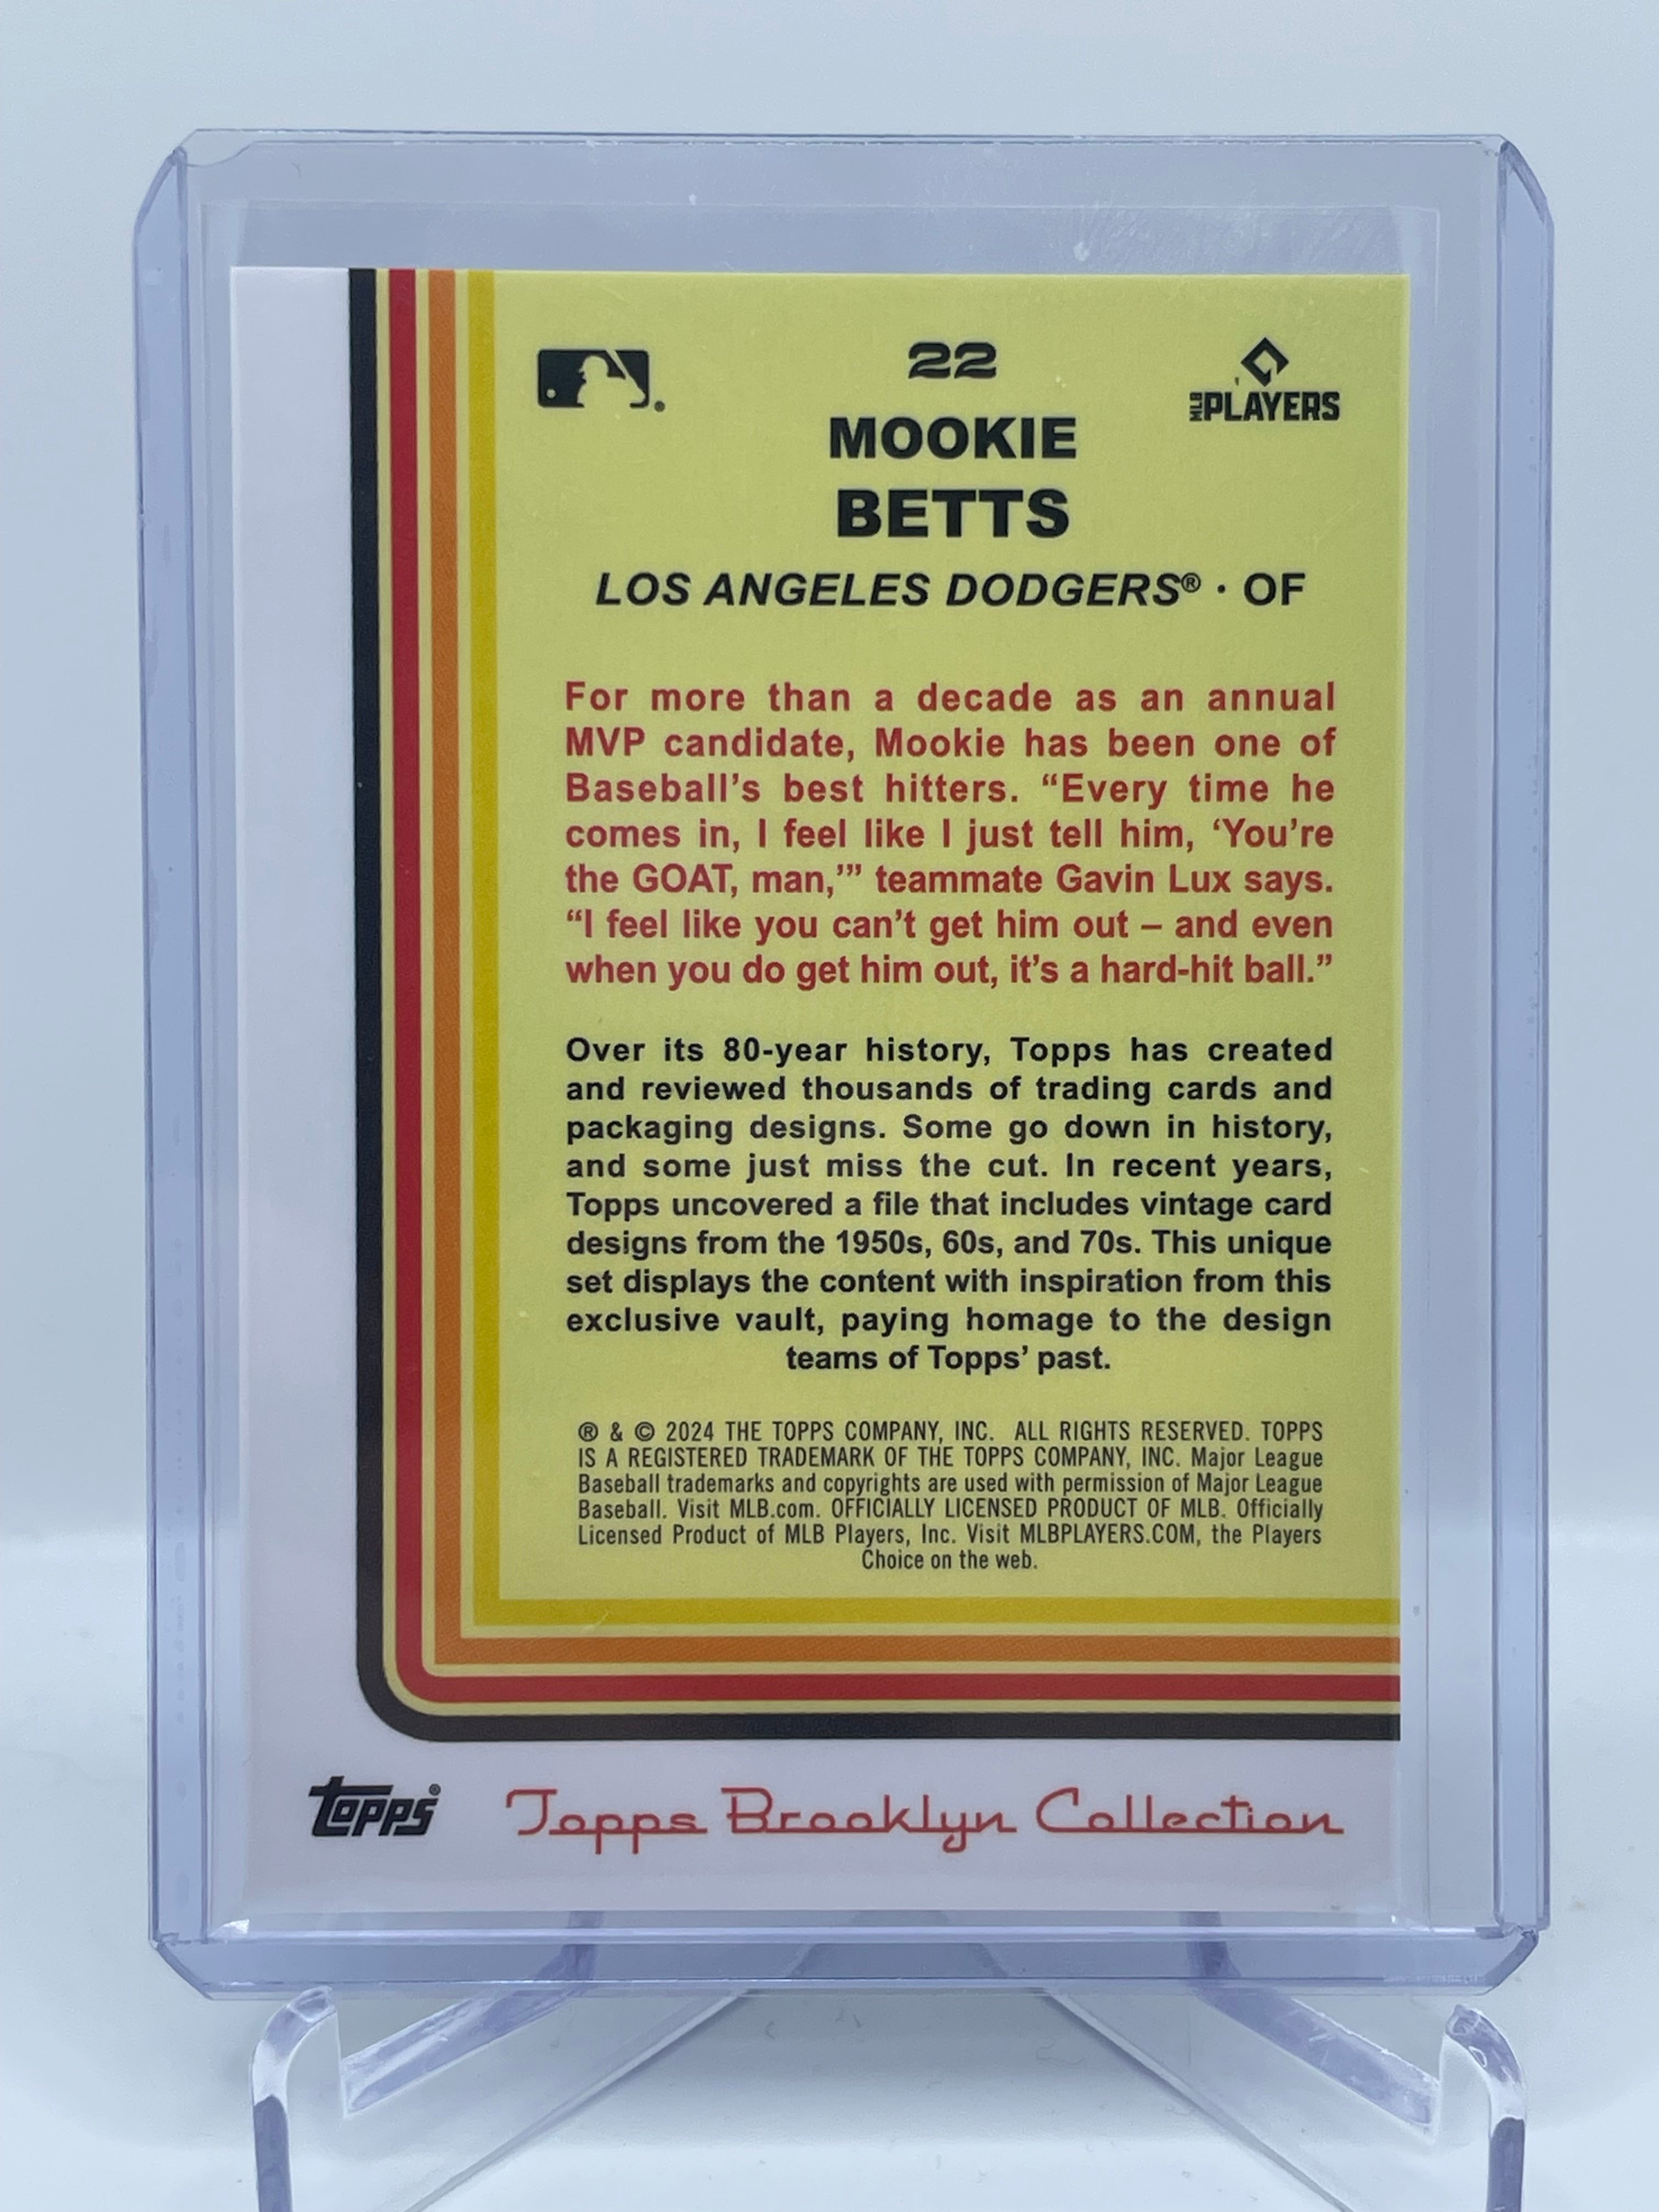 22
MLB PLAYERS
MOOKIE
BETTS
LOS ANGELES DODGERS® · OF
For more than a decade as an annual
MVP candidate, Mookie has been one of
Baseball’s best hitters. “Every time he
comes in, I feel like I just tell him, ‘You’re
the GOAT, man,’” teammate Gavin Lux says.
“I feel like you can’t get him out – and even
when you do get him out, it’s a hard-hit ball.”
Over its 80-year history, Topps has created
and reviewed thousands of trading cards and
packaging designs. Some go down in history,
and some just miss the cut. In recent years,
Topps uncovered a file that includes vintage card
designs from the 1950s, 60s, and 70s. This unique
set displays the content with inspiration from this
exclusive vault, paying homage to the design
teams of Topps’ past.
® & © 2024 THE TOPPS COMPANY, INC. ALL RIGHTS RESERVED. TOPPS
IS A REGISTERED TRADEMARK OF THE TOPPS COMPANY, INC. Major League
Baseball trademarks and copyrights are used with permission of Major League
Baseball. Visit MLB.com. OFFICIALLY LICENSED PRODUCT OF MLB. Officially
Licensed Product of MLB Players, Inc. Visit MLBPLAYERS.COM, the Players
Choice on the web.
topps® Topps Brooklyn Collection